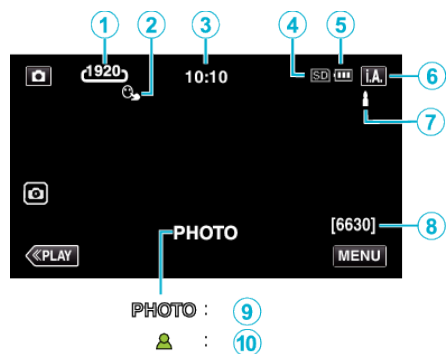 1 2 3 4 5
1920 10:10 SD i.A. 6
7
PHOTO [6630] 8
≪PLAY MENU
PHOTO : 9
: 10